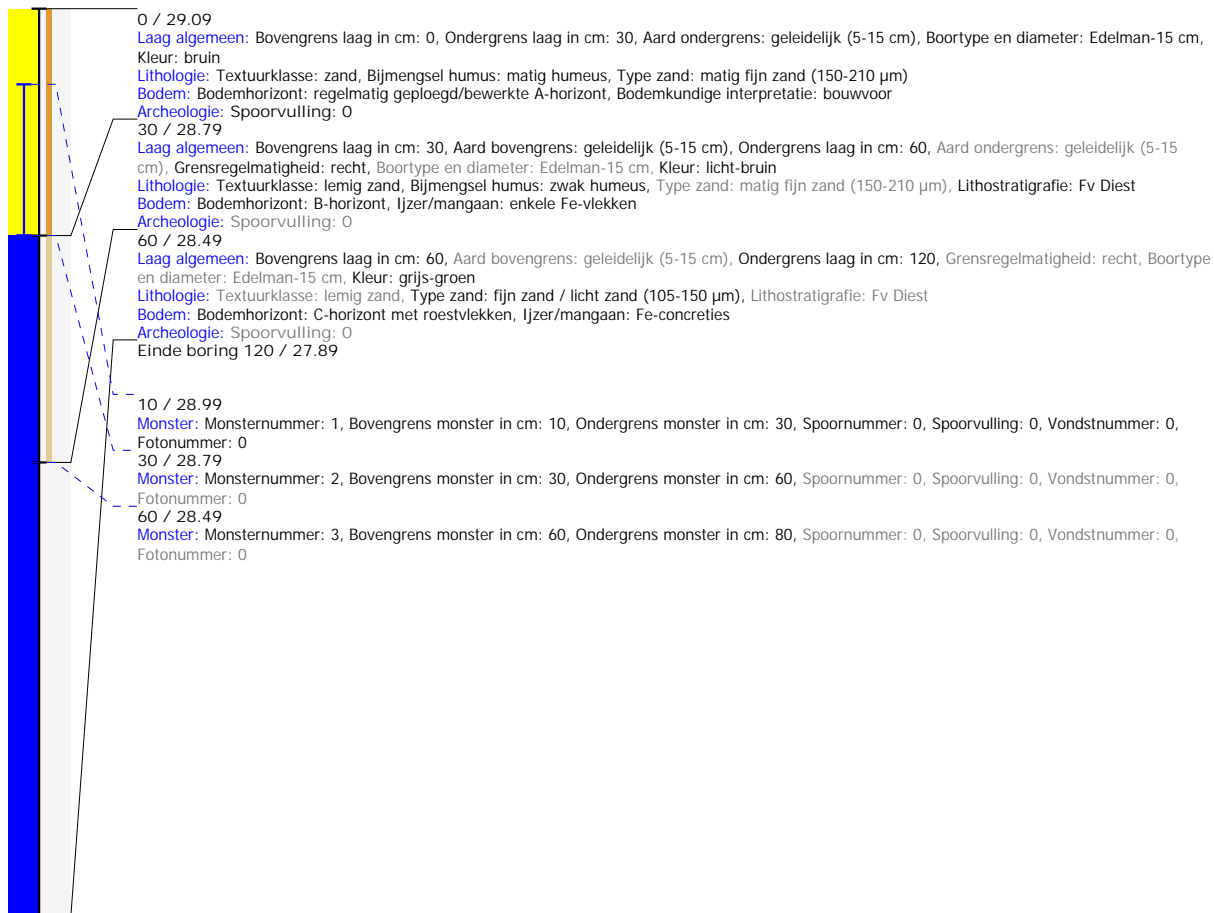 0 / 29.09
Laag algemeen: Bovengrens laag in cm: 0, Ondergrens laag in cm: 30, Aard ondergrens: geleidelijk (5-15 cm), Boortype en diameter: Edelman-15 cm,
Kleur: bruin
Lithologie: Textuurklasse: zand, Bijmengsel humus: matig humeus, Type zand: matig fijn zand (150-210 µm)
Bodem: Bodemhorizont: regelmatig geploegd/bewerkte A-horizont, Bodemkundige interpretatie: bouwvoor
Archeologie: Spoorvulling: 0
30 / 28.79
Laag algemeen: Bovengrens laag in cm: 30, Aard bovengrens: geleidelijk (5-15 cm), Ondergrens laag in cm: 60, Aard ondergrens: geleidelijk (5-15
cm), Grensregelmatigheid: recht, Boortype en diameter: Edelman-15 cm, Kleur: licht-bruin
Lithologie: Textuurklasse: lemig zand, Bijmengsel humus: zwak humeus, Type zand: matig fijn zand (150-210 µm), Lithostratigrafie: Fv Diest
Bodem: Bodemhorizont: B-horizont, Ijzer/mangaan: enkele Fe-vlekken
Archeologie: Spoorvulling: 0
60 / 28.49
Laag algemeen: Bovengrens laag in cm: 60, Aard bovengrens: geleidelijk (5-15 cm), Ondergrens laag in cm: 120, Grensregelmatigheid: recht, Boortype
en diameter: Edelman-15 cm, Kleur: grijs-groen
Lithologie: Textuurklasse: lemig zand, Type zand: fijn zand / licht zand (105-150 µm), Lithostratigrafie: Fv Diest
Bodem: Bodemhorizont: C-horizont met roestvlekken, Ijzer/mangaan: Fe-concreties
Archeologie: Spoorvulling: 0
Einde boring 120 / 27.89
10 / 28.99
Monster: Monsternummer: 1, Bovengrens monster in cm: 10, Ondergrens monster in cm: 30, Spoornummer: 0, Spoorvulling: 0, Vondstnummer: 0,
Fotonummer: 0
30 / 28.79
Monster: Monsternummer: 2, Bovengrens monster in cm: 30, Ondergrens monster in cm: 60, Spoornummer: 0, Spoorvulling: 0, Vondstnummer: 0,
Fotonummer: 0
60 / 28.49
Monster: Monsternummer: 3, Bovengrens monster in cm: 60, Ondergrens monster in cm: 80, Spoornummer: 0, Spoorvulling: 0, Vondstnummer: 0,
Fotonummer: 0